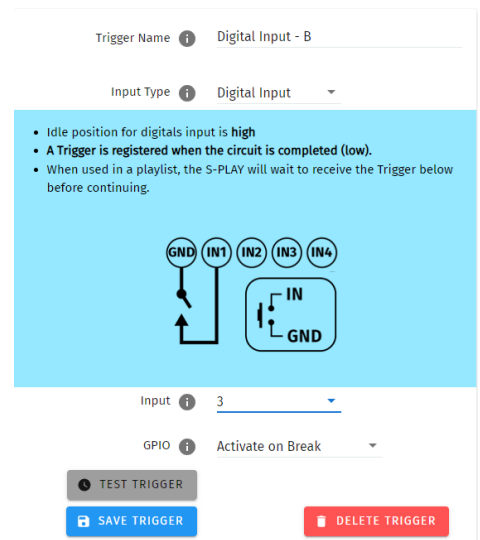 Trigger Name i Digital Input - B
Input Type i Digital Input
• Idle position for digitals input is high
• A Trigger is registered when the circuit is completed (low).
• When used in a playlist, the S-PLAY will wait to receive the Trigger below
before continuing.
GND IN1 IN2 IN3 IN4
IN
GND
Input i 3
GPIO i Activate on Break
TEST TRIGGER
SAVE TRIGGER DELETE TRIGGER